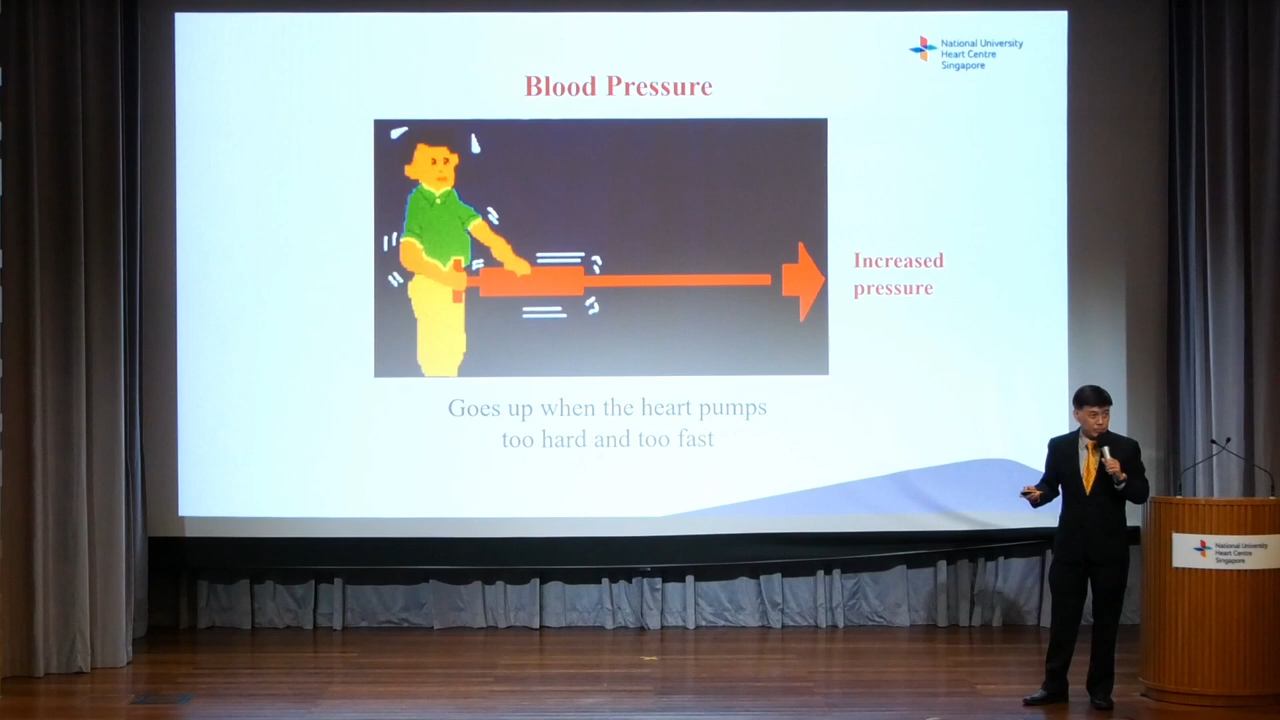 National University
Heart Centre
Singapore
Blood Pressure
Increased
pressure
Goes up when the heart pumps
too hard and too fast
National University
Heart Centre
Singapore